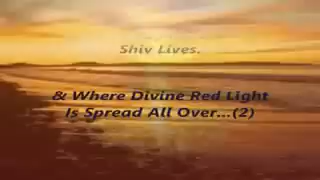 Shiv Lives.
& Where Divine Red Light
Is Spread All Over...(2)